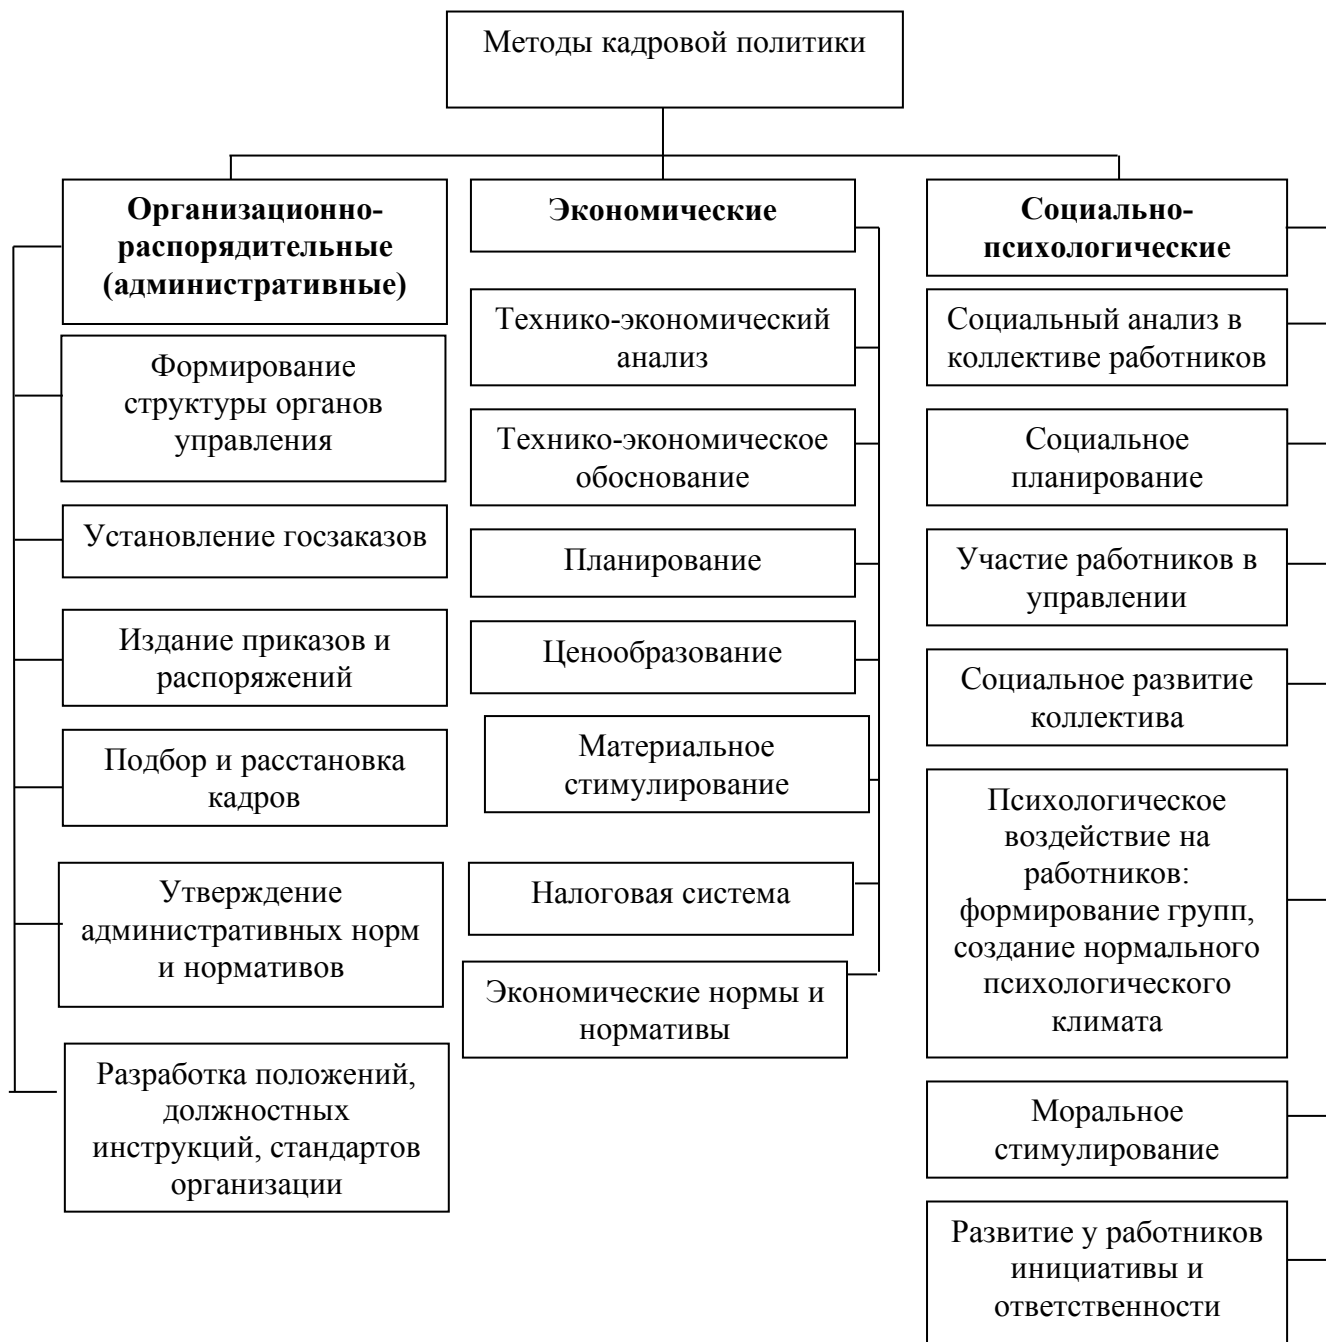 Методы кадровой политики
Организационно-
распорядительные
(административные)
Формирование
структуры органов
управления
Установление госзаказов
Издание приказов и
распоряжений
Подбор и расстановка
кадров
Утверждение
административных норм
и нормативов
Разработка положений,
должностных
инструкций, стандартов
организации
Экономические
Технико-экономический
анализ
Технико-экономическое
обоснование
Планирование
Ценообразование
Материальное
стимулирование
Налоговая система
Экономические нормы и
нормативы
Социально-
психологические
Социальный анализ в
коллективе работников
Социальное
планирование
Участие работников в
управлении
Социальное развитие
коллектива
Психологическое
воздействие на
работников:
формирование групп,
создание нормального
психологического
климата
Моральное
стимулирование
Развитие у работников
инициативы и
ответственности